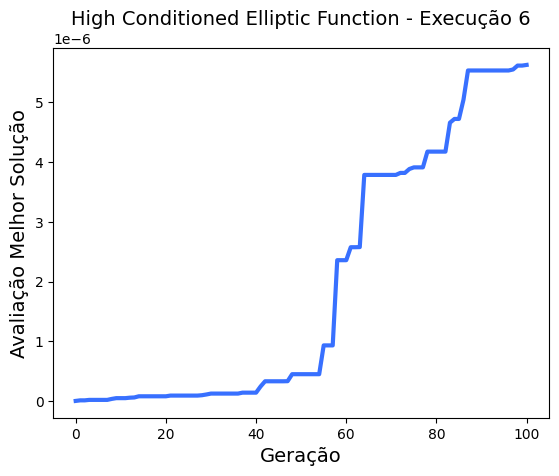 High Conditioned Elliptic Function - Execução 6
1e−6
5
4
3
2
1
0
Avaliação Melhor Solução
0 20 40 60 80 100
Geração